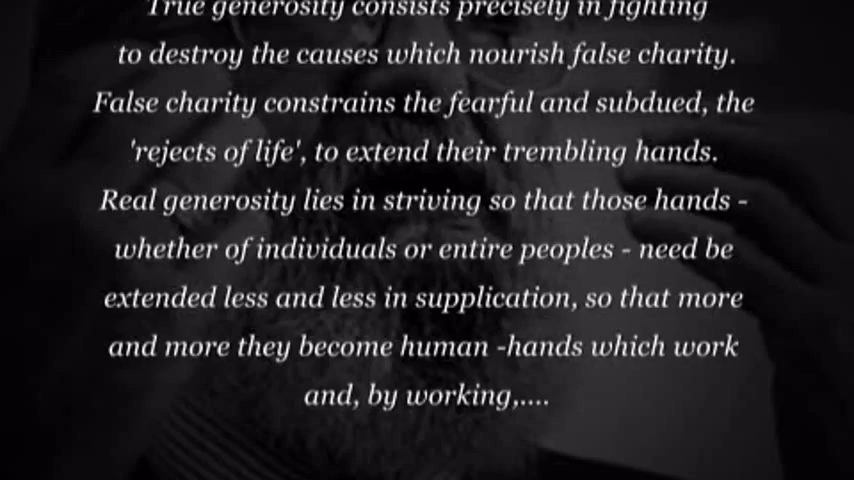 True generosity consists precisely in fighting
to destroy the causes which nourish false charity.
False charity constrains the fearful and subdued, the
'rejects of life', to extend their trembling hands.
Real generosity lies in striving so that those hands -
whether of individuals or entire peoples - need be
extended less and less in supplication, so that more
and more they become human -hands which work
and, by working,....